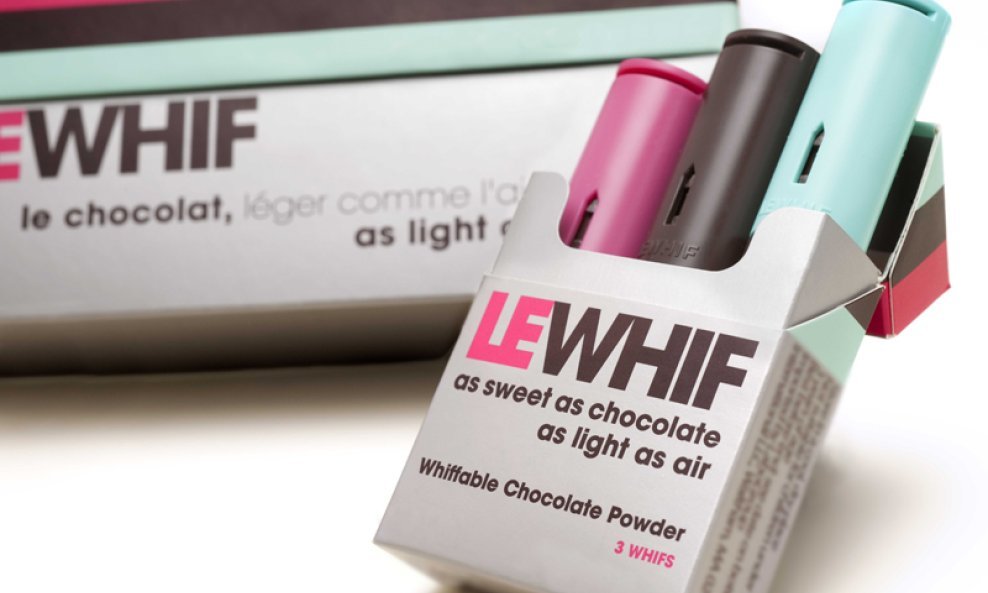 LEWHIF
le chocolat, léger comme l'a
as light
LEWHIF
as sweet as chocolate
as light as air
Whiffable Chocolate Powder
3 WHIFS